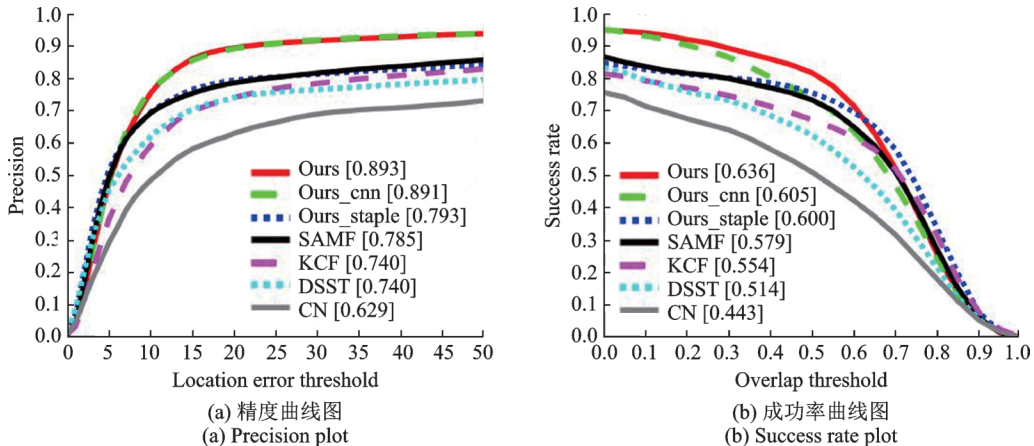 1.0
0.9
0.8
0.7
0.6
0.5
0.4
0.3
0.2
0.1
0.0
Precision
Ours [0.893]
Ours_cnn [0.891]
Ours_staple [0.793]
SAMF [0.785]
KCF [0.740]
DSST [0.740]
CN [0.629]
0 5 10 15 20 25 30 35 40 45 50
Location error threshold
(a) 精度曲线图
(a) Precision plot
1.0
0.9
0.8
0.7
0.6
0.5
0.4
0.3
0.2
0.1
0.0
Success rate
Ours [0.636]
Ours_cnn [0.605]
Ours_staple [0.600]
SAMF [0.579]
KCF [0.554]
DSST [0.514]
CN [0.443]
0.0 0.1 0.2 0.3 0.4 0.5 0.6 0.7 0.8 0.9 1.0
Overlap threshold
(b) 成功率曲线图
b) Success rate plot